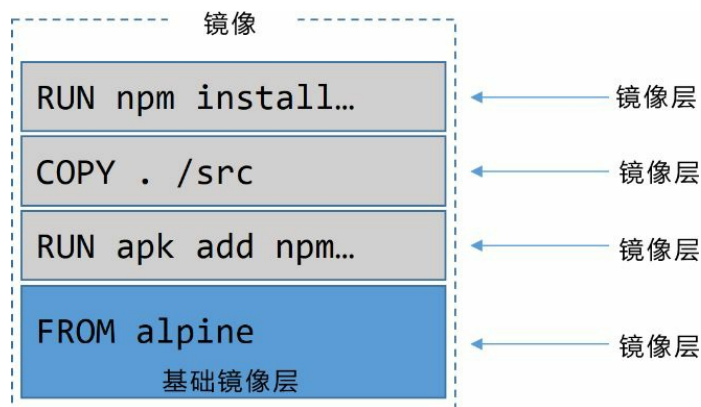 镜像
RUN npm install…
镜像层
COPY . /src
镜像层
RUN apk add npm…
镜像层
FROM alpine
镜像层
基础镜像层